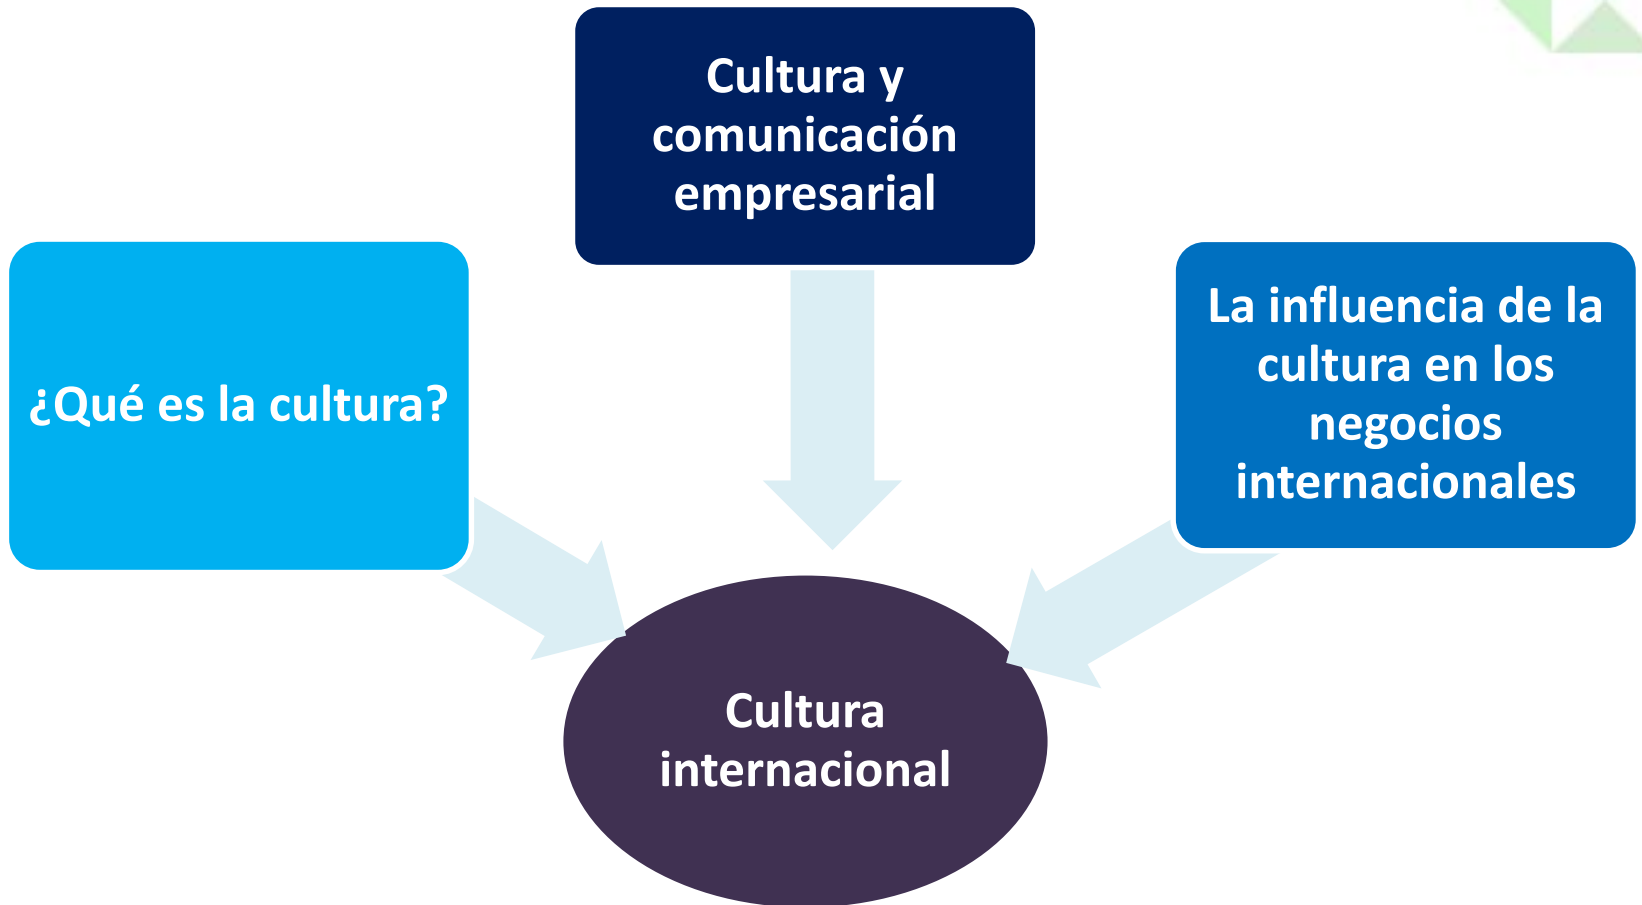 Cultura y
comunicación
empresarial
¿Qué es la cultura?
La influencia de la
cultura en los
negocios
internacionales
Cultura
internacional